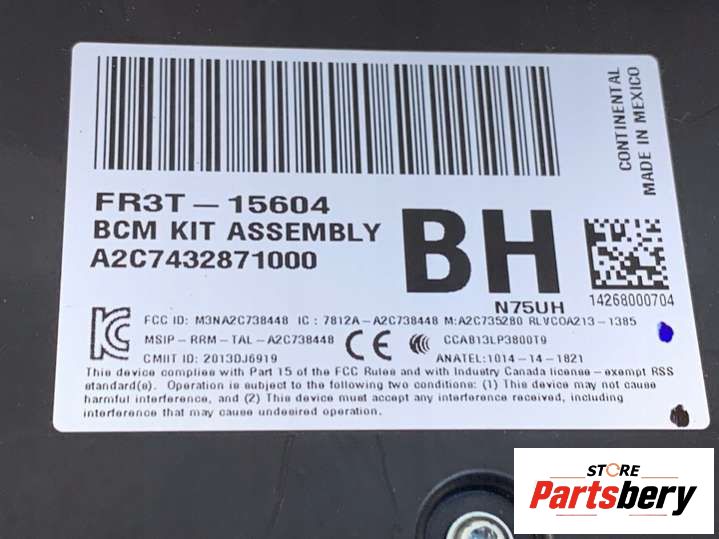 FR3T - 15604
BCM KIT ASSEMBLY
A2C7432871000
BH
N75UH
CONTINENTAL
MADE IN MEXICO
14268000704
FCC ID: M3NA2C738448 IC : 7812A-A2C738448 M:A2C735280 RLVCOA213-1385
MSIP-RRM-TAL-A2C738448 CE CCC CCAB13LP3800T9
CMIIT ID: 2013DJ6919 ANATEL:1014-14-1821
This device complies with Part 15 of the FCC Rules and with Industry Canada license - exempt RSS
standard(s). Operation is subject to the following two conditions: (1) This device may not cause
harmful interference, and (2) This device must accept any interference received, including
interference that may cause undesired operation.
STORE
Partsbery